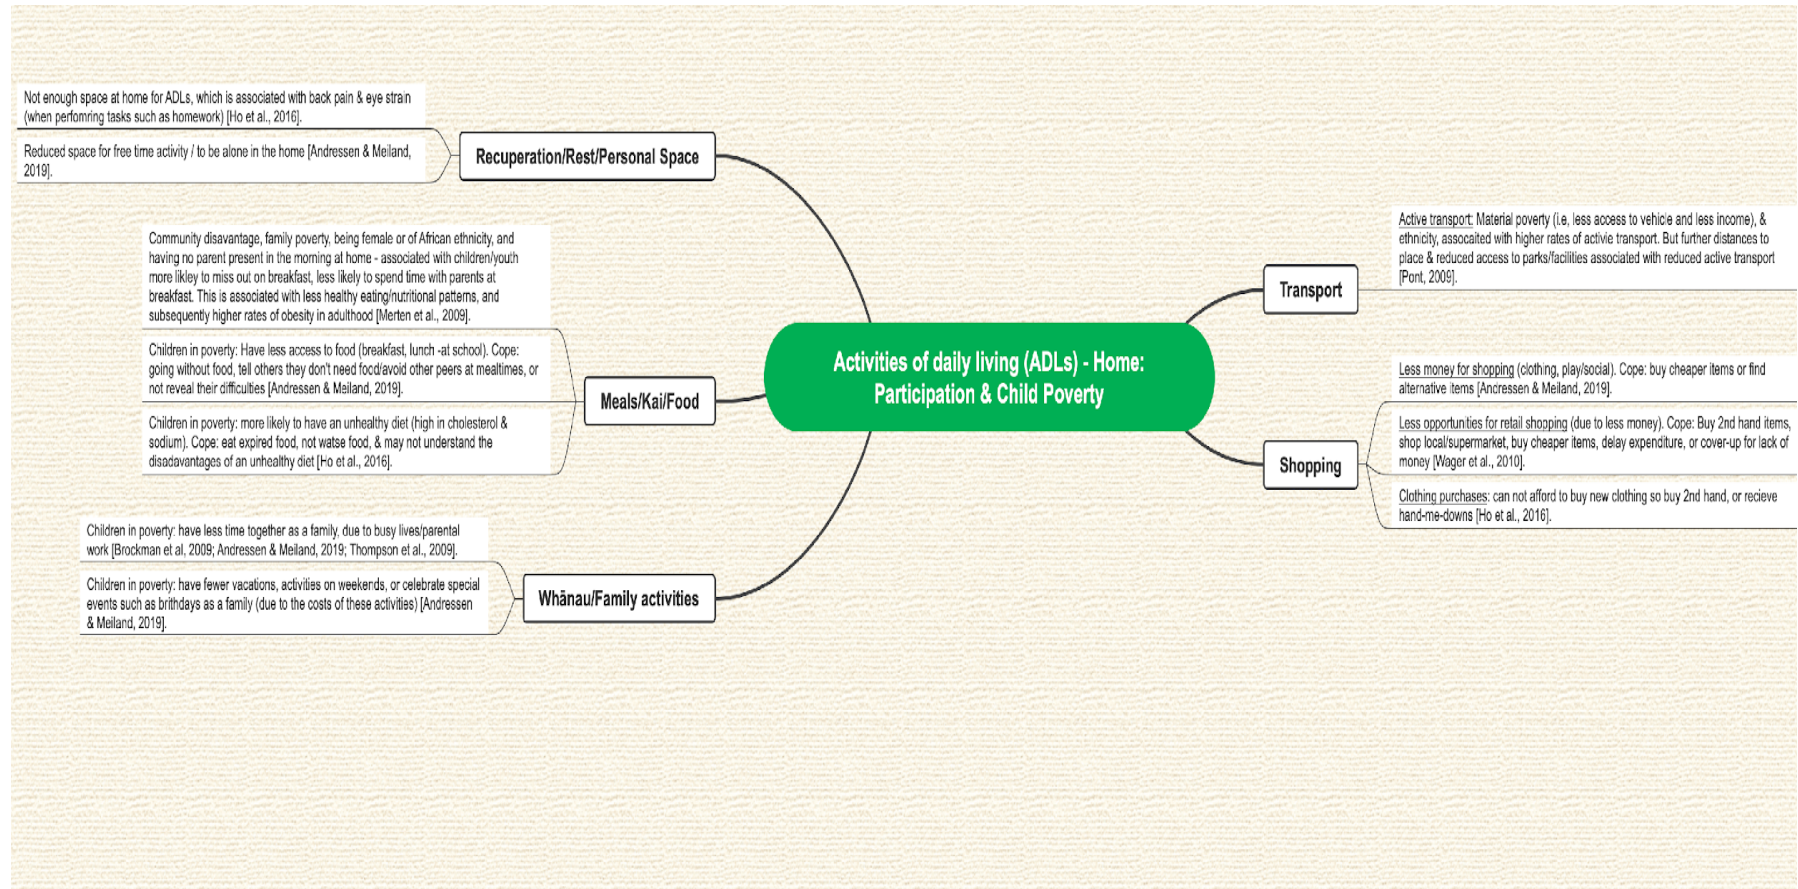 Not enough space at home for ADLs, which is associated with back pain & eye strain
(when perfomring tasks such as homework) [Ho et al., 2016].
Reduced space for free time activity / to be alone in the home [Andressen & Meiland,
2019].
Recuperation/Rest/Personal Space
Community disavantage, family poverty, being female or of African ethnicity, and
having no parent present in the morning at home - associated with children/youth
more likley to miss out on breakfast, less likely to spend time with parents at
breakfast. This is associated with less healthy eating/nutritional patterns, and
subsequently higher rates of obesity in adulthood [Merten et al., 2009].
Children in poverty: Have less access to food (breakfast, lunch -at school). Cope:
going without food, tell others they don't need food/avoid other peers at mealtimes, or
not reveal their difficulties [Andressen & Meiland, 2019].
Children in poverty: more likely to have an unhealthy diet (high in cholesterol &
sodium). Cope: eat expired food, not watse food, & may not understand the
disadavantages of an unhealthy diet [Ho et al., 2016].
Meals/Kai/Food
Children in poverty: have less time together as a family, due to busy lives/parental
work [Brockman et al, 2009; Andressen & Meiland, 2019; Thompson et al., 2009].
Children in poverty: have fewer vacations, activities on weekends, or celebrate special
events such as brithdays as a family (due to the costs of these activities) [Andressen
& Meiland, 2019].
Whānau/Family activities
Activities of daily living (ADLs) - Home:
Participation & Child Poverty
Transport
Active transport: Material poverty (i.e, less access to vehicle and less income), &
ethnicity, assocaited with higher rates of activie transport. But further distances to
place & reduced access to parks/facilities associated with reduced active transport
[Pont, 2009].
Shopping
Less money for shopping (clothing, play/social). Cope: buy cheaper items or find
alternative items [Andressen & Meiland, 2019].
Less opportunities for retail shopping (due to less money). Cope: Buy 2nd hand items,
shop local/supermarket, buy cheaper items, delay expenditure, or cover-up for lack of
money [Wager et al., 2010].
Clothing purchases: can not afford to buy new clothing so buy 2nd hand, or recieve
hand-me-downs [Ho et al., 2016].